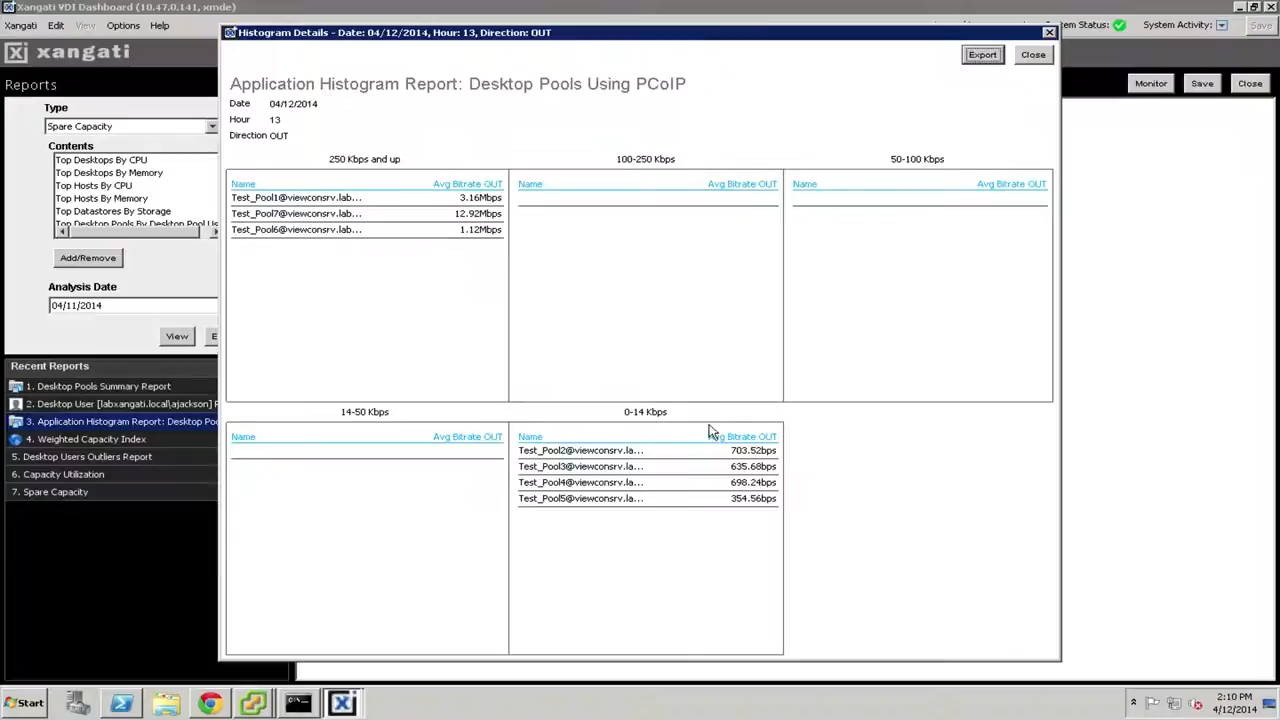 Xangati VDI Dashboard (10.47.0.141, xmde)
Xangati Edit View Options Help
System Status: System Activity: Save
xangati
Reports
Monitor Save Close
Type
Spare Capacity
Contents
Top Desktops By CPU
Top Desktops By Memory
Top Hosts By CPU
Top Hosts By Memory
Top Datastores By Storage
Top Desktop Pools By Desktop Pool Us
Add/Remove
Analysis Date
04/11/2014
View E
Recent Reports
1. Desktop Pools Summary Report
2. Desktop User [labxangati.local\ajackson] R
3. Application Histogram Report: Desktop Poo
4. Weighted Capacity Index
5. Desktop Users Outliers Report
6. Capacity Utilization
7. Spare Capacity
Histogram Details - Date: 04/12/2014, Hour: 13, Direction: OUT
Export Close
Application Histogram Report: Desktop Pools Using PCoIP
Date 04/12/2014
Hour 13
Direction OUT
250 Kbps and up
Name Avg Bitrate OUT
Test_Pool1@viewconsrv.lab... 3.16Mbps
Test_Pool7@viewconsrv.lab... 12.92Mbps
Test_Pool6@viewconsrv.lab... 1.12Mbps
100-250 Kbps
Name Avg Bitrate OUT
50-100 Kbps
Name Avg Bitrate OUT
14-50 Kbps
Name Avg Bitrate OUT
0-14 Kbps
Name Avg Bitrate OUT
Test_Pool2@viewconsrv.la... 703.52bps
Test_Pool3@viewconsrv.la... 635.68bps
Test_Pool4@viewconsrv.la... 698.24bps
Test_Pool5@viewconsrv.la... 354.56bps
Start
2:10 PM
4/12/2014